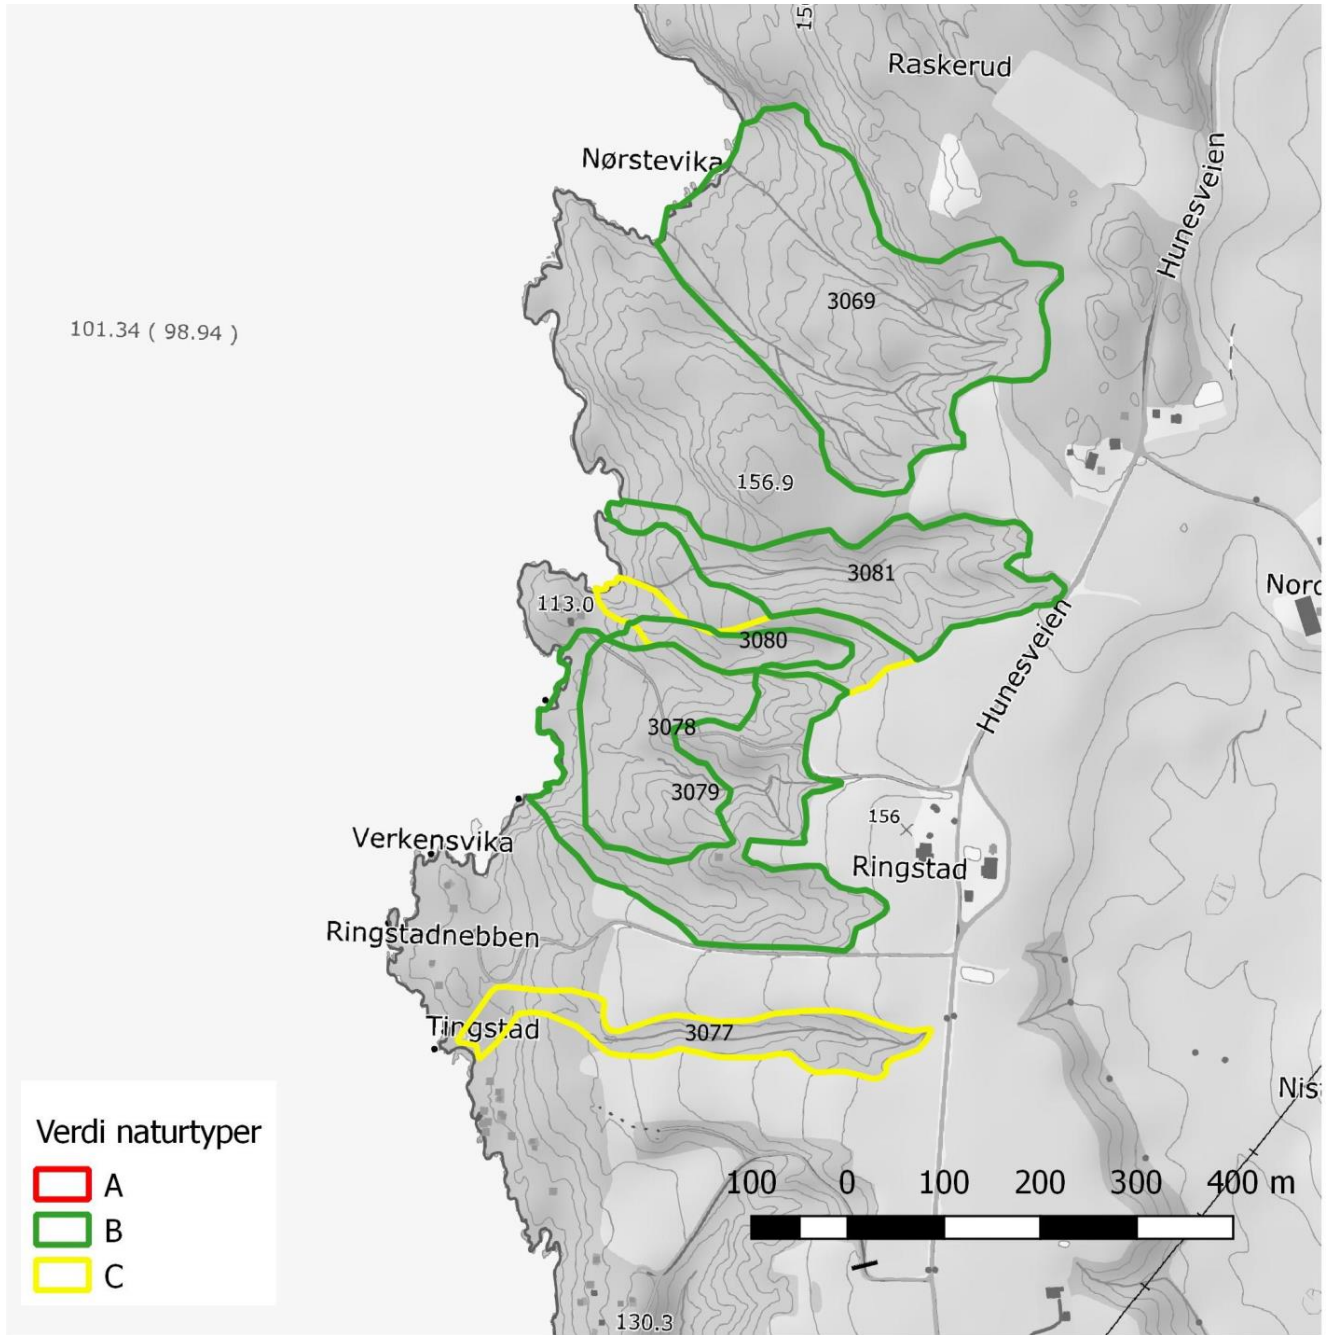 Raskerud
Nørstevika
Hunesveien
3069
101.34 ( 98.94 )
156.9
3081
113.0
3080
Nord
Hunesveien
3078
3079
156
Verkensvika
Ringstad
Ringstadnebben
Tingstad
3077
Verdi naturtyper
A
B
C
100 0 100 200 300 400 m
130.3